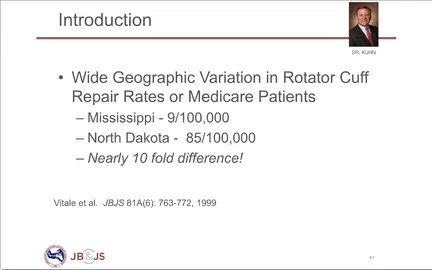 Introduction
DR. KUHN
• Wide Geographic Variation in Rotator Cuff
Repair Rates or Medicare Patients
– Mississippi - 9/100,000
– North Dakota - 85/100,000
– Nearly 10 fold difference!
Vitale et al. JBJS 81A(6): 763-772, 1999
JB&JS